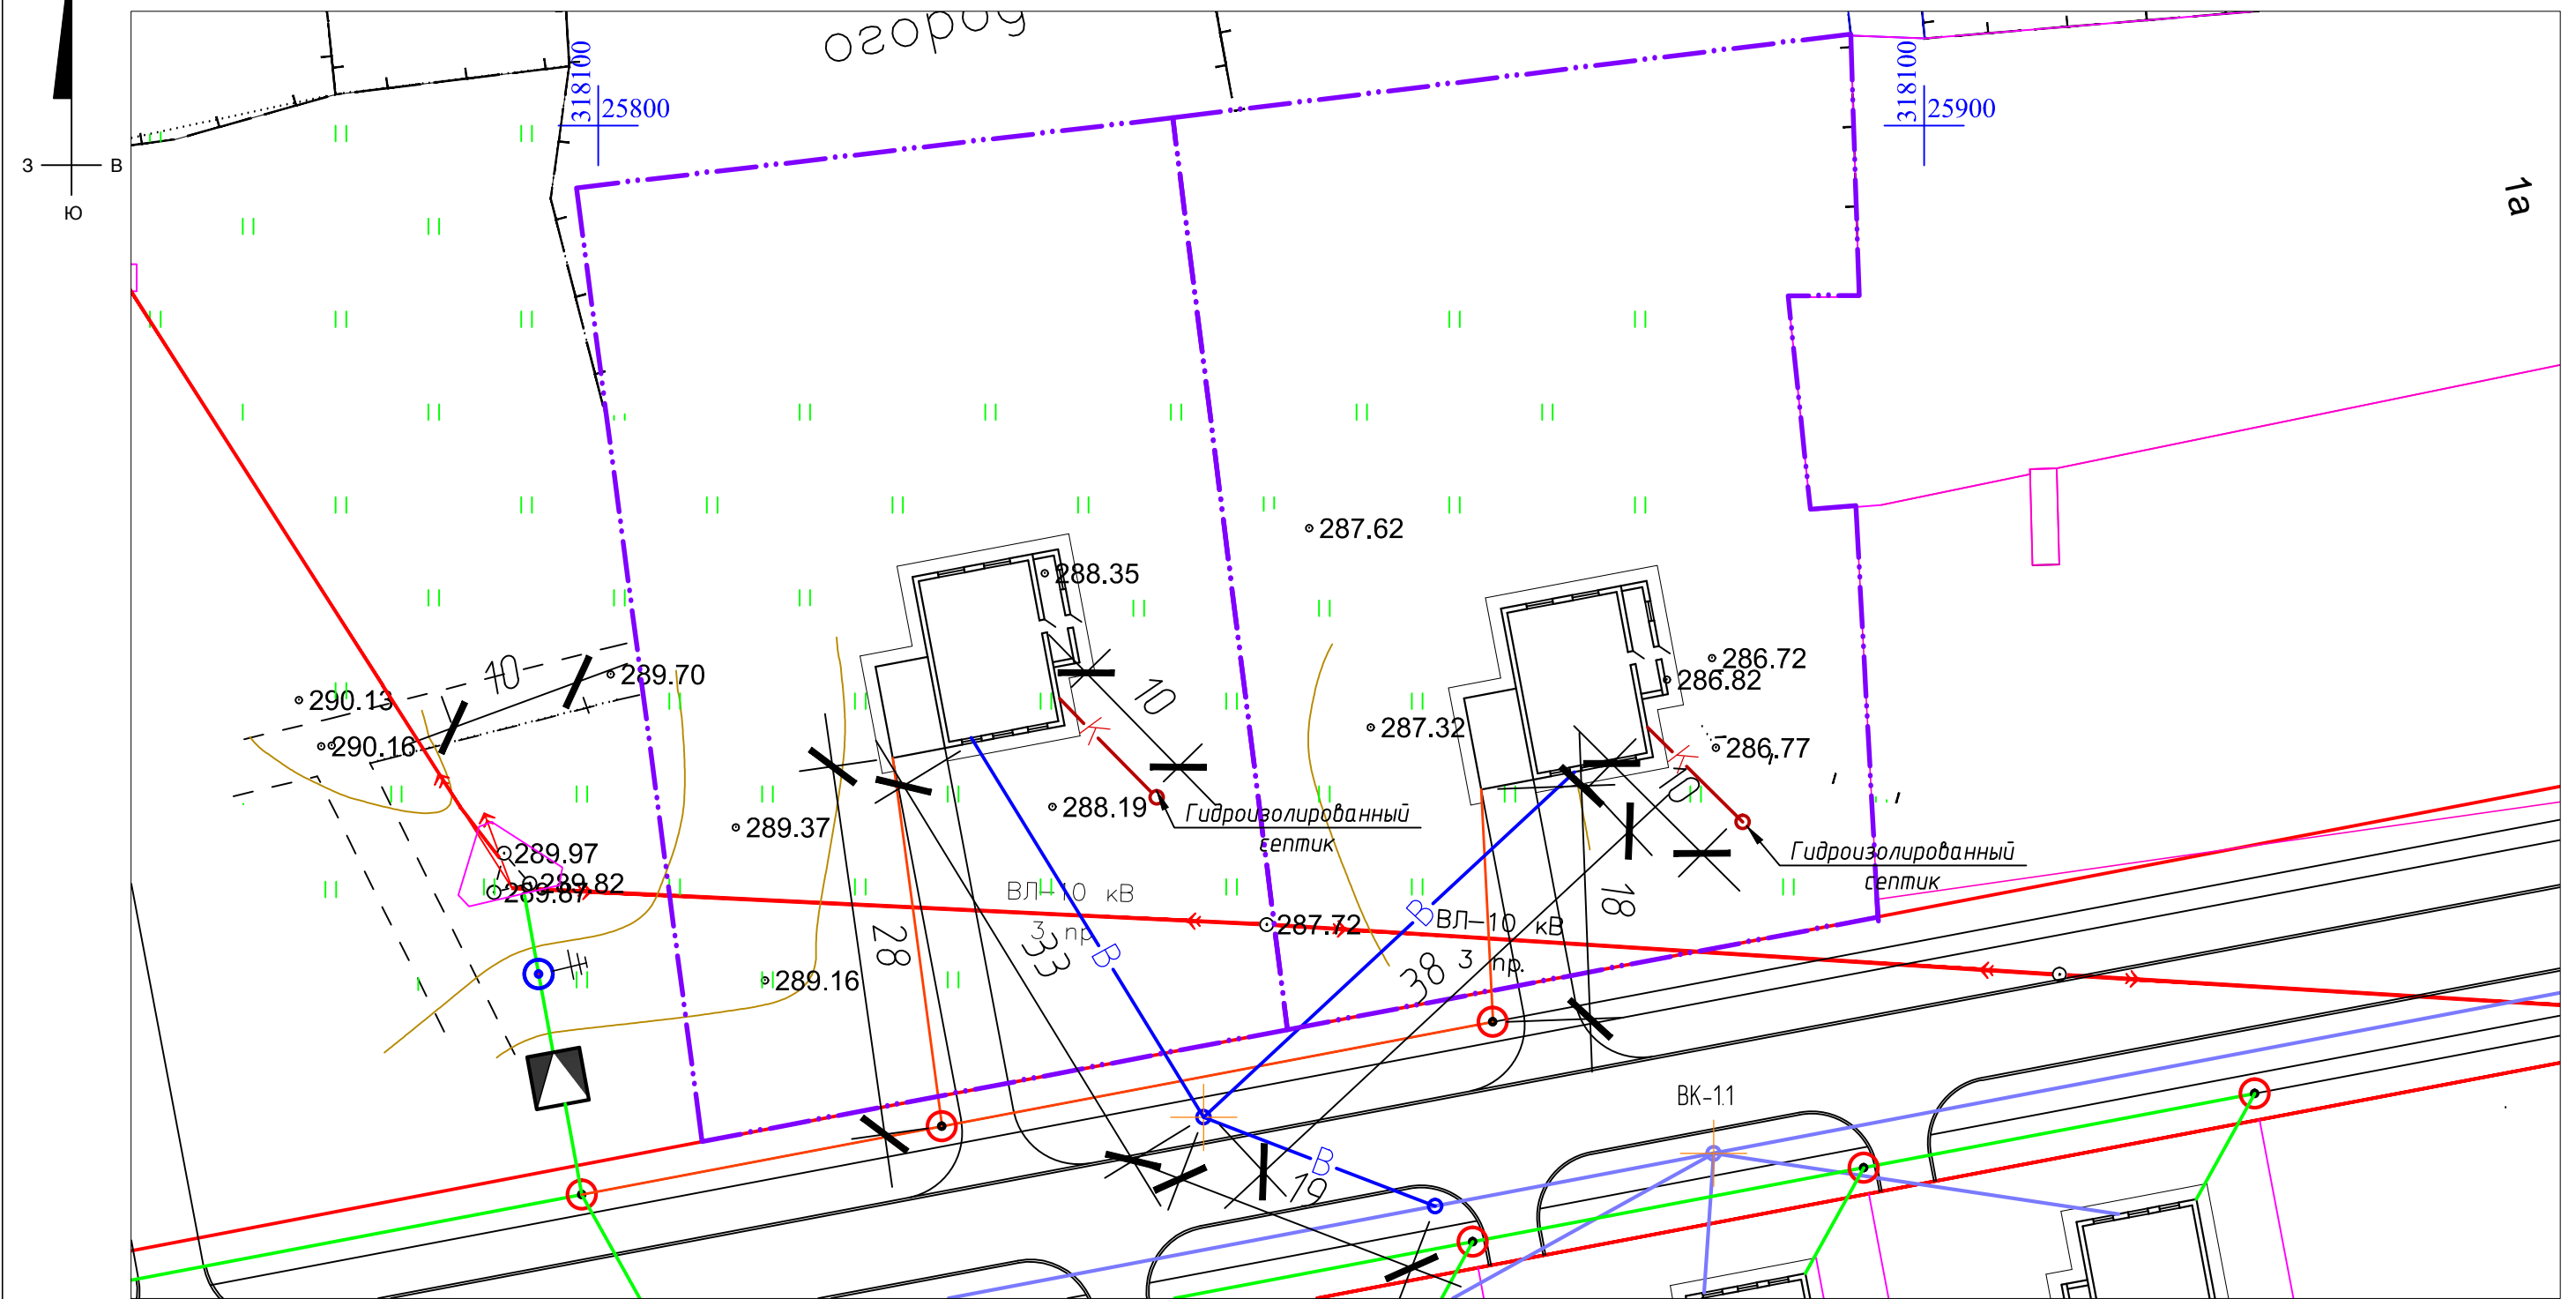 огород
318100
25800
318100
25900
З
В
Ю
1а
287.62
288.35
10
289.70
286.72
286.82
290.13
10
287.32
290.16
286.77
10
288.19
Гидроизолированный
септик
289.37
Гидроизолированный
септик
289.97
289.82
289.87
ВЛ-10 кВ
3 пр.
18
В
ВЛ-10 кВ
3 пр.
287.72
28
33
В
38
289.16
ВК-1.1
В
19
К
К